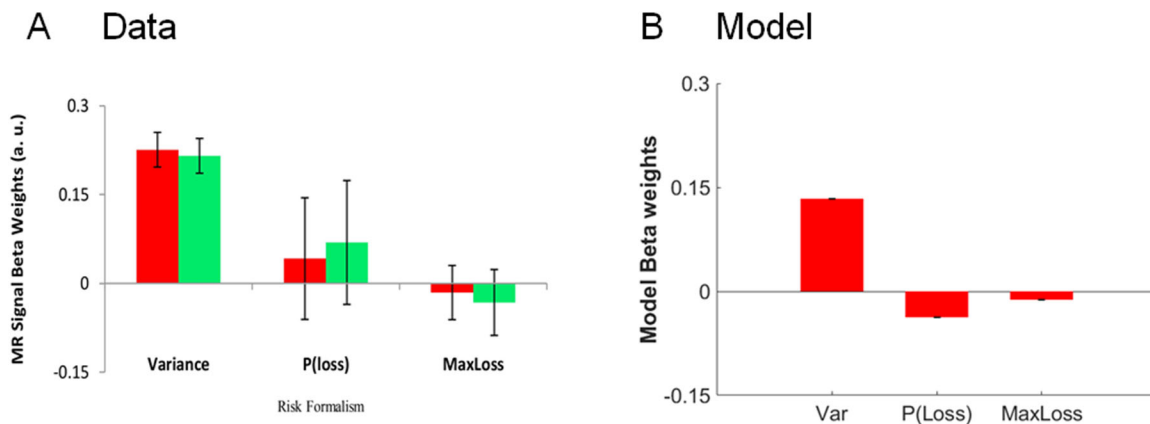 A Data
MR Signal Beta Weights (a. u.)
0.3
0.15
0
-0.15
Variance P(loss) MaxLoss
Risk Formalism
B Model
Model Beta weights
0.3
0.15
0
-0.15
Var P(Loss) MaxLoss